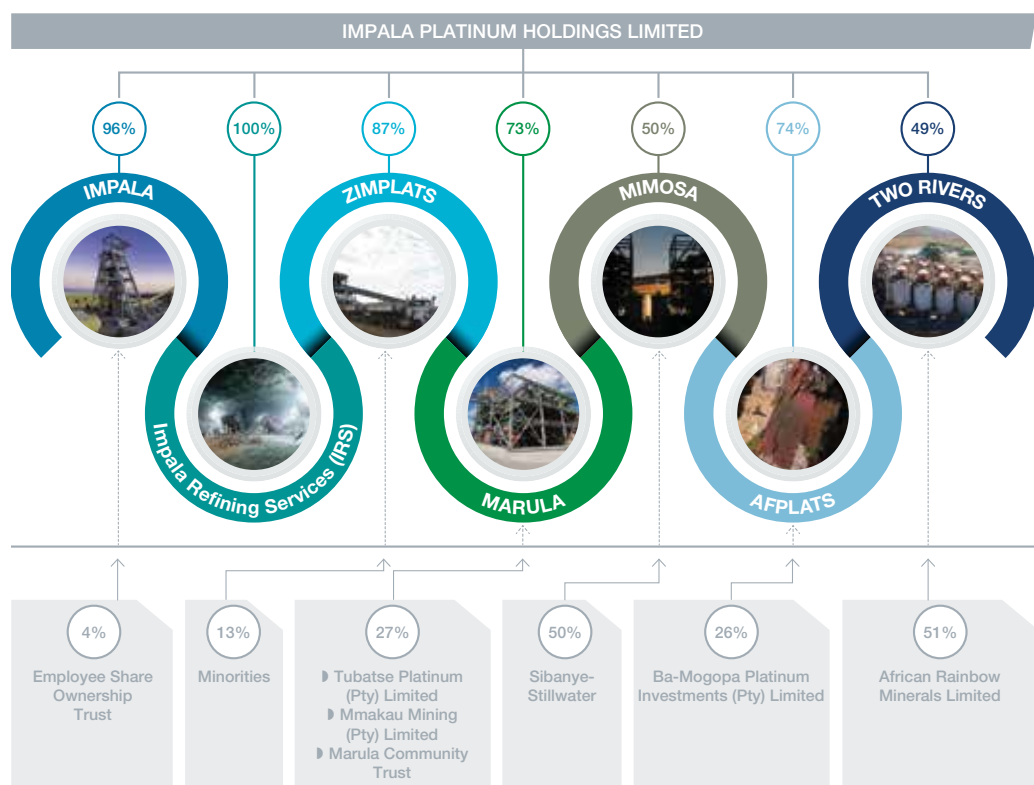 IMPALA PLATINUM HOLDINGS LIMITED
96%
100%
87%
73%
50%
74%
49%
IMPALA
ZIMPLATS
MIMOSA
TWO RIVERS
Impala Refining Services (IRS)
MARULA
AFPLATS
4%
Employee Share
Ownership
Trust
13%
Minorities
27%
◗ Tubatse Platinum
(Pty) Limited
◗ Mmakau Mining
(Pty) Limited
◗ Marula Community
Trust
50%
Sibanye-
Stillwater
26%
Ba-Mogopa Platinum
Investments (Pty) Limited
51%
African Rainbow
Minerals Limited